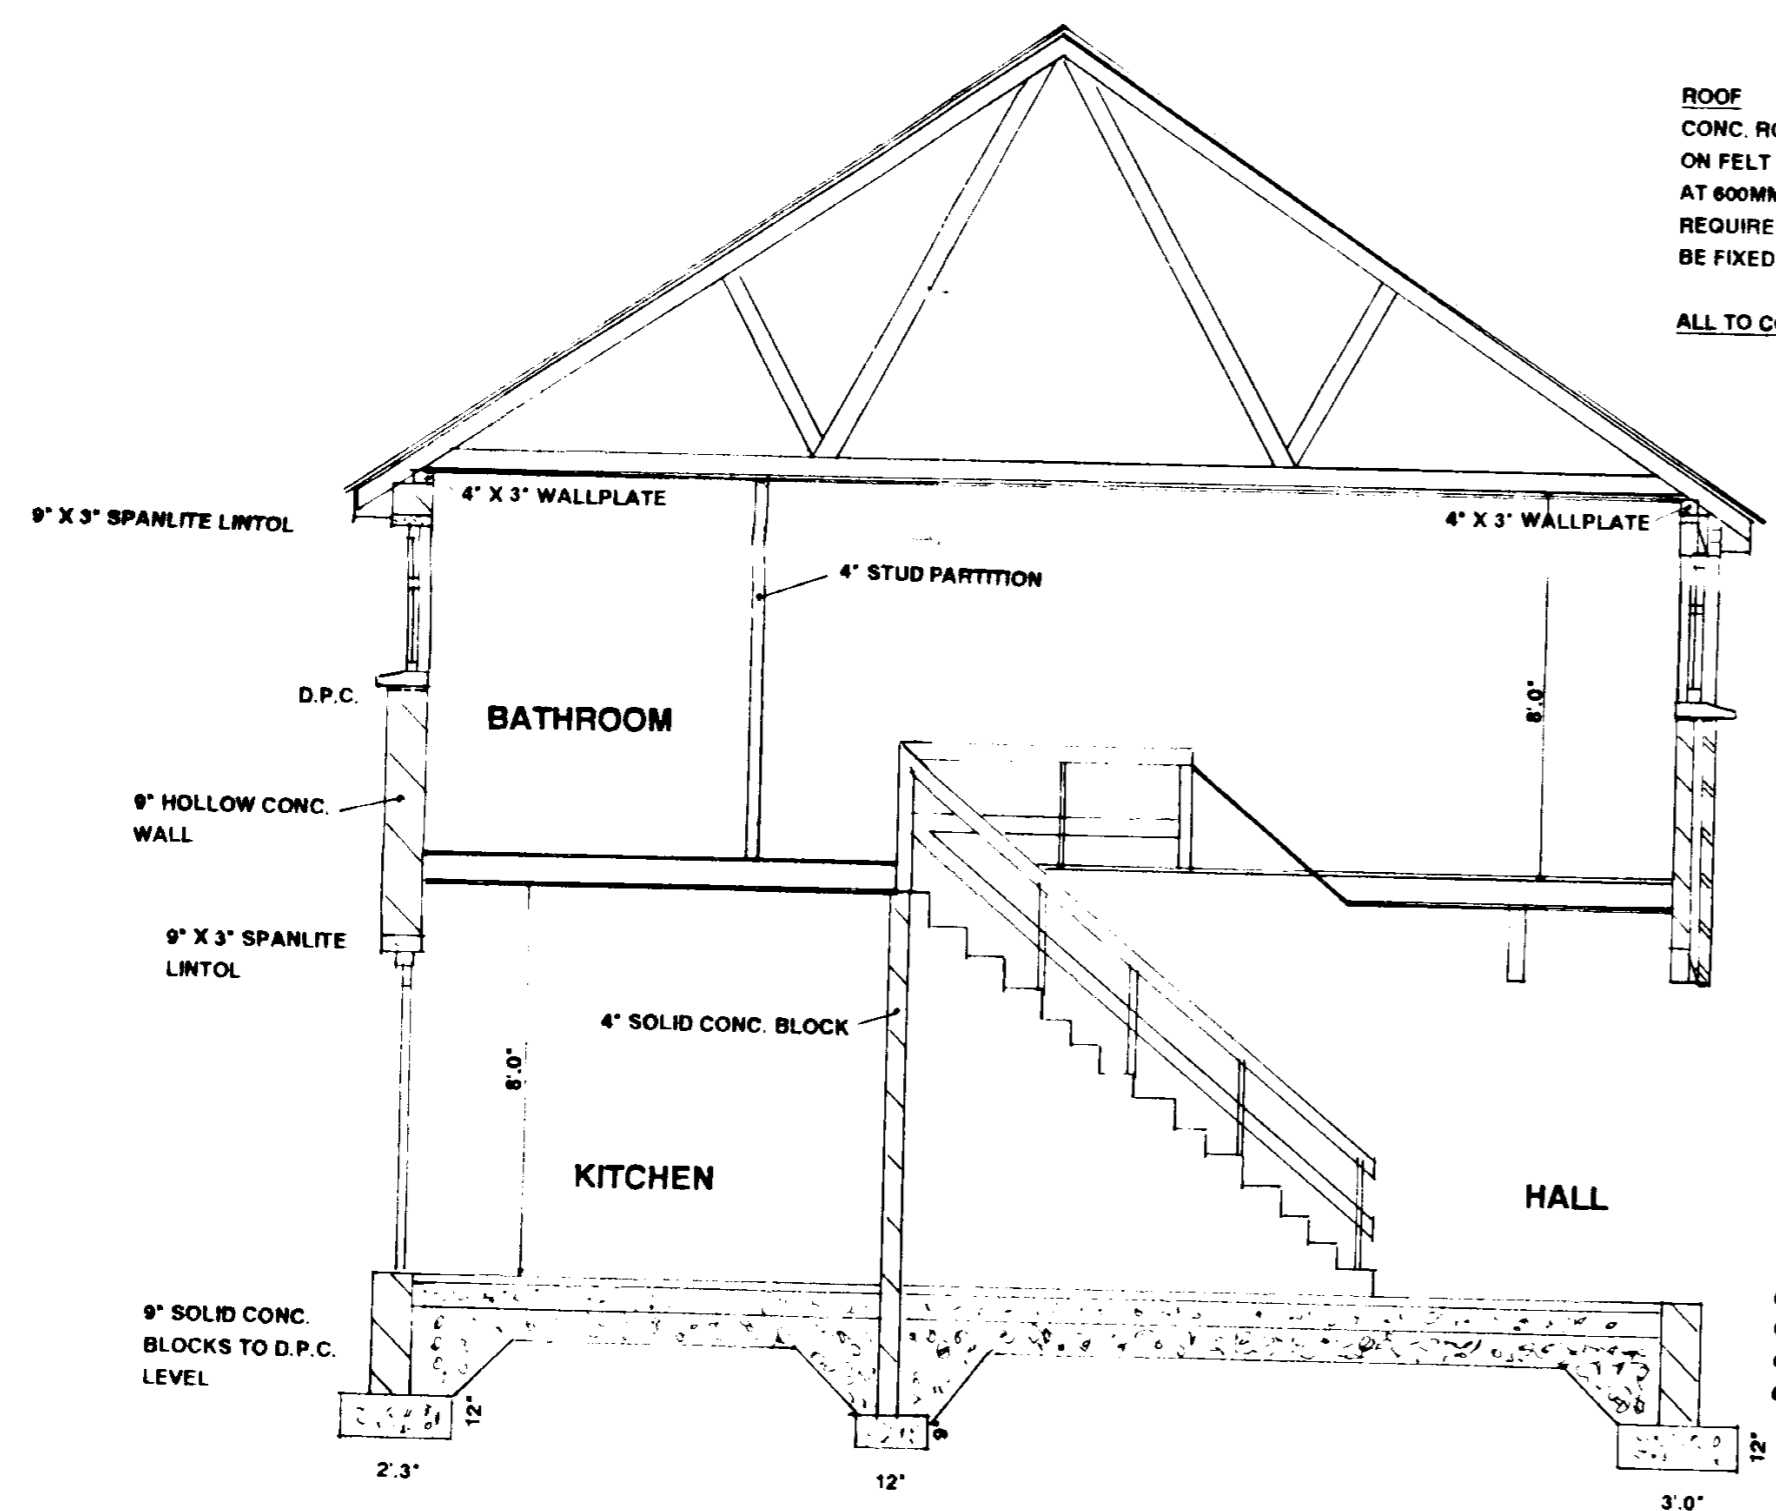 ROOF
CONC. RO
ON FELT
AT 600MM
REQUIRE
BE FIXED
ALL TO CO
4" X 3" WALLPLATE
9" X 3" SPANLITE LINTOL
4" X 3" WALLPLATE
4" STUD PARTITION
D.P.C.
BATHROOM
8'.0"
9" HOLLOW CONC.
WALL
9" X 3" SPANLITE
LINTOL
4" SOLID CONC. BLOCK
8'.0"
KITCHEN
HALL
9" SOLID CONC.
BLOCKS TO D.P.C.
LEVEL
12"
9"
12"
2'.3"
12"
3'.0"